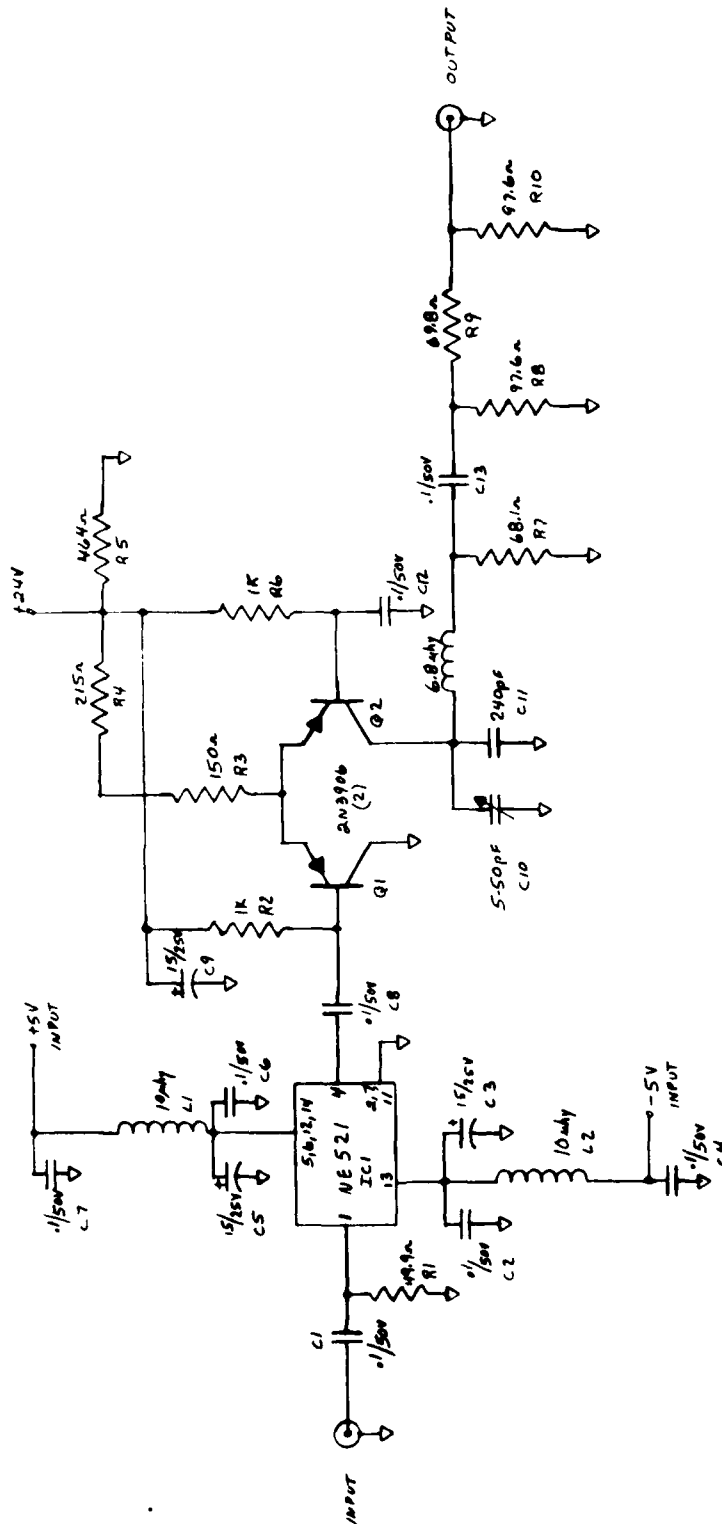 INPUT
C1
.1/50V
49.9Ω
R1
.1/50V
C7
+5V
INPUT
10μhy
L1
15/25V
C5
.1/50V
C6
5,6,12,14
1
NE521
IC1
4
2,3
11
13
.1/50V
C2
15/25V
C3
10μhy
L2
-5V
INPUT
.1/50V
C4
.1/50V
C8
15/25V
C9
1K
R2
Q1
2N3906
(2)
150Ω
R3
215Ω
R4
+24V
464Ω
R5
1K
R6
Q2
.1/50V
C12
5-50pF
C10
240pF
C11
6.8μhy
68.1Ω
R7
.1/50V
C13
97.6Ω
R8
69.8Ω
R9
97.6Ω
R10
OUTPUT